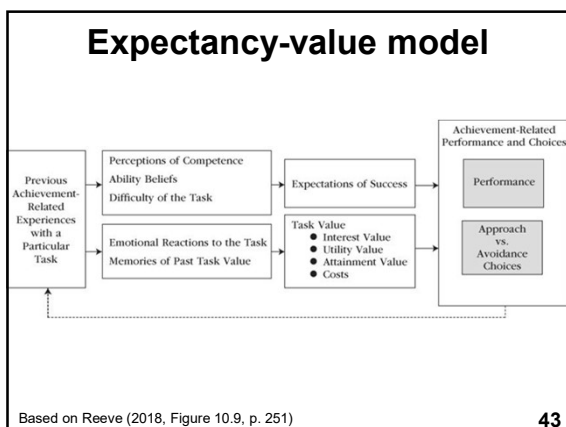 Expectancy-value model
Previous
Achievement-
Related
Experiences
with a
Particular
Task
Perceptions of Competence
Ability Beliefs
Difficulty of the Task
Emotional Reactions to the Task
Memories of Past Task Value
Expectations of Success
Task Value
● Interest Value
● Utility Value
● Attainment Value
● Costs
Achievement-Related
Performance and Choices
Performance
Approach
vs.
Avoidance
Choices
Based on Reeve (2018, Figure 10.9, p. 251)
43